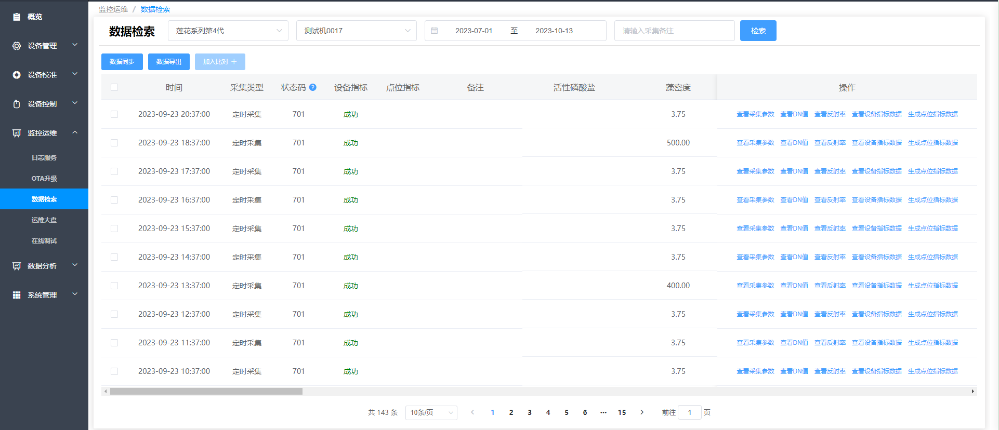 监控运维 / 数据检索
概览
设备管理
设备校准
设备控制
监控运维
日志服务
OTA升级
数据检索
运维大盘
在线调试
数据分析
系统管理
数据检索 莲花系列第4代 测试机0017 2023-07-01 至 2023-10-13 请输入采集备注 检索
数据同步 数据导出 加入比对 +
时间 采集类型 状态码 ? 设备指标 点位指标 备注 活性磷酸盐 藻密度 操作
2023-09-23 20:37:00 定时采集 701 成功 3.75 查看采集参数 查看DN值 查看反射率 查看设备指标数据 生成点位指标数据
2023-09-23 18:37:00 定时采集 701 成功 500.00 查看采集参数 查看DN值 查看反射率 查看设备指标数据 生成点位指标数据
2023-09-23 17:37:00 定时采集 701 成功 3.75 查看采集参数 查看DN值 查看反射率 查看设备指标数据 生成点位指标数据
2023-09-23 16:37:00 定时采集 701 成功 3.75 查看采集参数 查看DN值 查看反射率 查看设备指标数据 生成点位指标数据
2023-09-23 15:37:00 定时采集 701 成功 3.75 查看采集参数 查看DN值 查看反射率 查看设备指标数据 生成点位指标数据
2023-09-23 14:37:00 定时采集 701 成功 3.75 查看采集参数 查看DN值 查看反射率 查看设备指标数据 生成点位指标数据
2023-09-23 13:37:00 定时采集 701 成功 400.00 查看采集参数 查看DN值 查看反射率 查看设备指标数据 生成点位指标数据
2023-09-23 12:37:00 定时采集 701 成功 3.75 查看采集参数 查看DN值 查看反射率 查看设备指标数据 生成点位指标数据
2023-09-23 11:37:00 定时采集 701 成功 3.75 查看采集参数 查看DN值 查看反射率 查看设备指标数据 生成点位指标数据
2023-09-23 10:37:00 定时采集 701 成功 3.75 查看采集参数 查看DN值 查看反射率 查看设备指标数据 生成点位指标数据
共 143 条 10条/页 1 2 3 4 5 6 ··· 15 前往 1 页